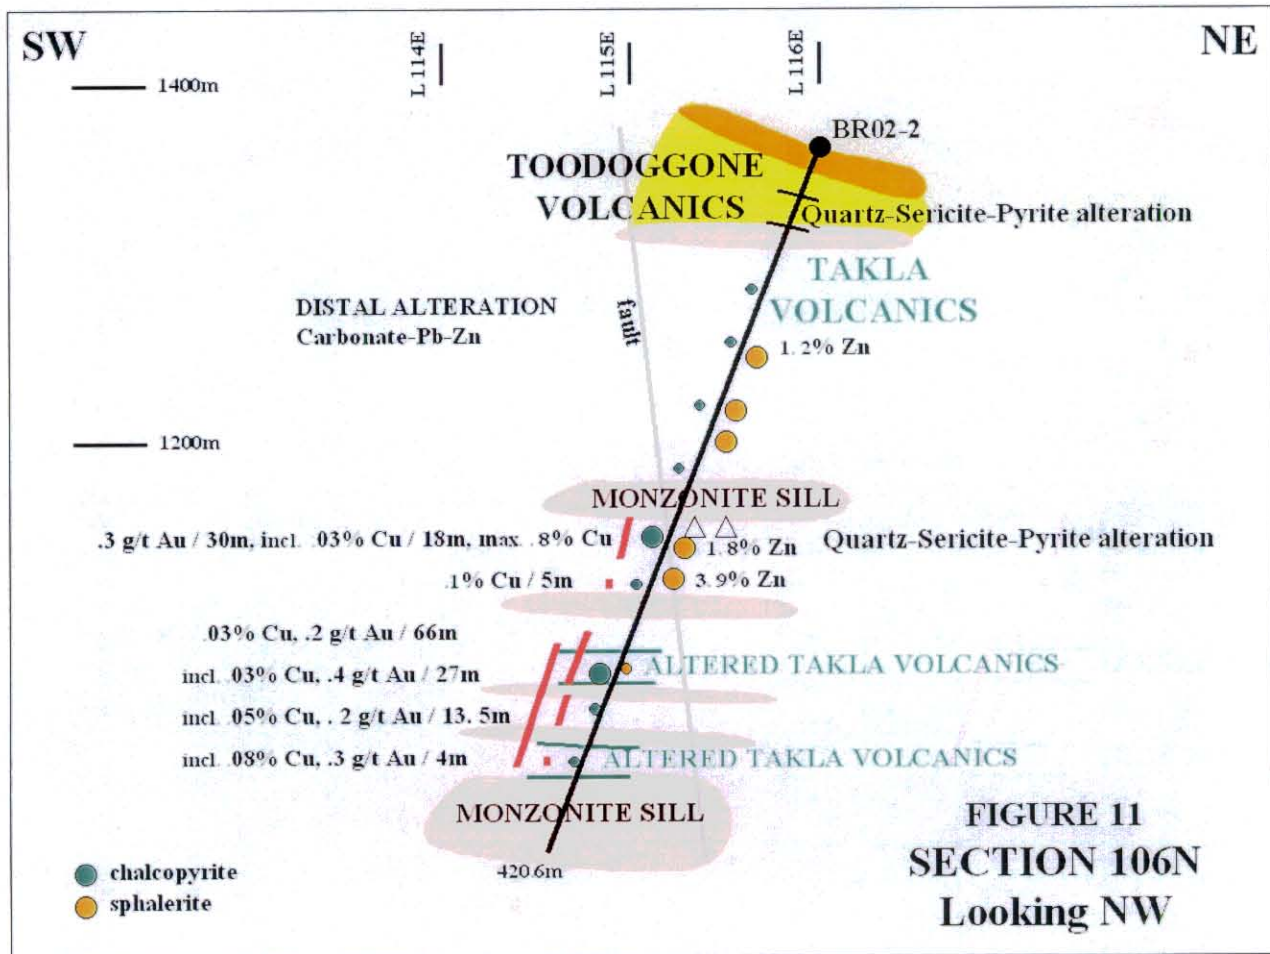 SW
NE
L 114E
L 115E
L 116E
1400m
BR02-2
TOODOGGONE
VOLCANICS
Quartz-Sericite-Pyrite alteration
TAKLA
VOLCANICS
DISTAL ALTERATION
Carbonate-Pb-Zn
fault
1.2% Zn
1200m
MONZONITE SILL
.3 g/t Au / 30m, incl. .03% Cu / 18m, max. .8% Cu
1.8% Zn
Quartz-Sericite-Pyrite alteration
.1% Cu / 5m
3.9% Zn
.03% Cu, .2 g/t Au / 66m
incl. .03% Cu, .4 g/t Au / 27m
ALTERED TAKLA VOLCANICS
incl. .05% Cu, .2 g/t Au / 13.5m
incl. .08% Cu, .3 g/t Au / 4m
ALTERED TAKLA VOLCANICS
MONZONITE SILL
420.6m
chalcopyrite
sphalerite
FIGURE 11
SECTION 106N
Looking NW